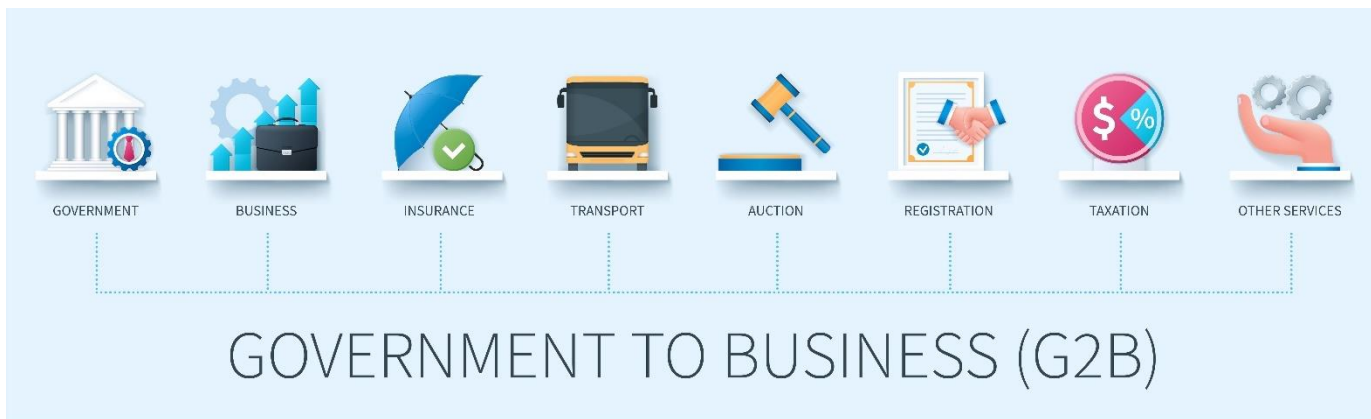 $ %
GOVERNMENT BUSINESS INSURANCE TRANSPORT AUCTION REGISTRATION TAXATION OTHER SERVICES
GOVERNMENT TO BUSINESS (G2B)